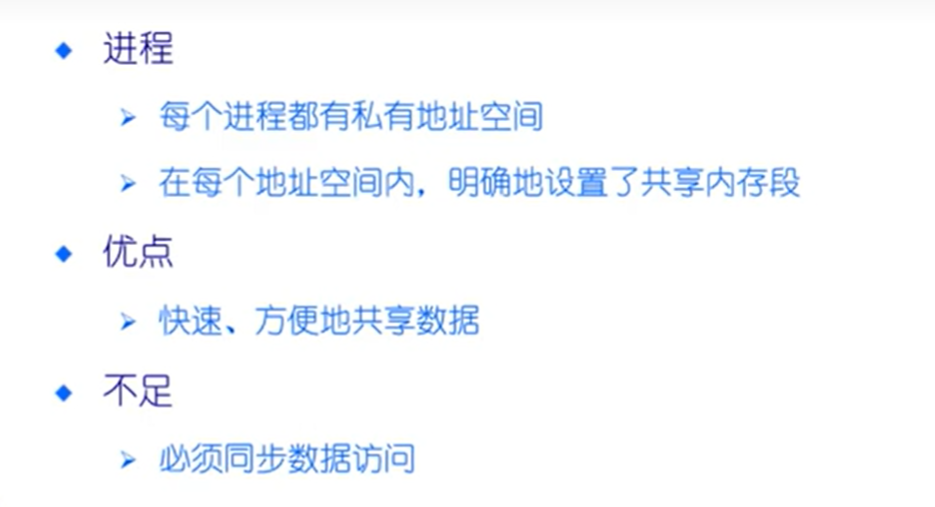 进程
每个进程都有私有地址空间
在每个地址空间内，明确地设置了共享内存段
优点
快速、方便地共享数据
不足
必须同步数据访问